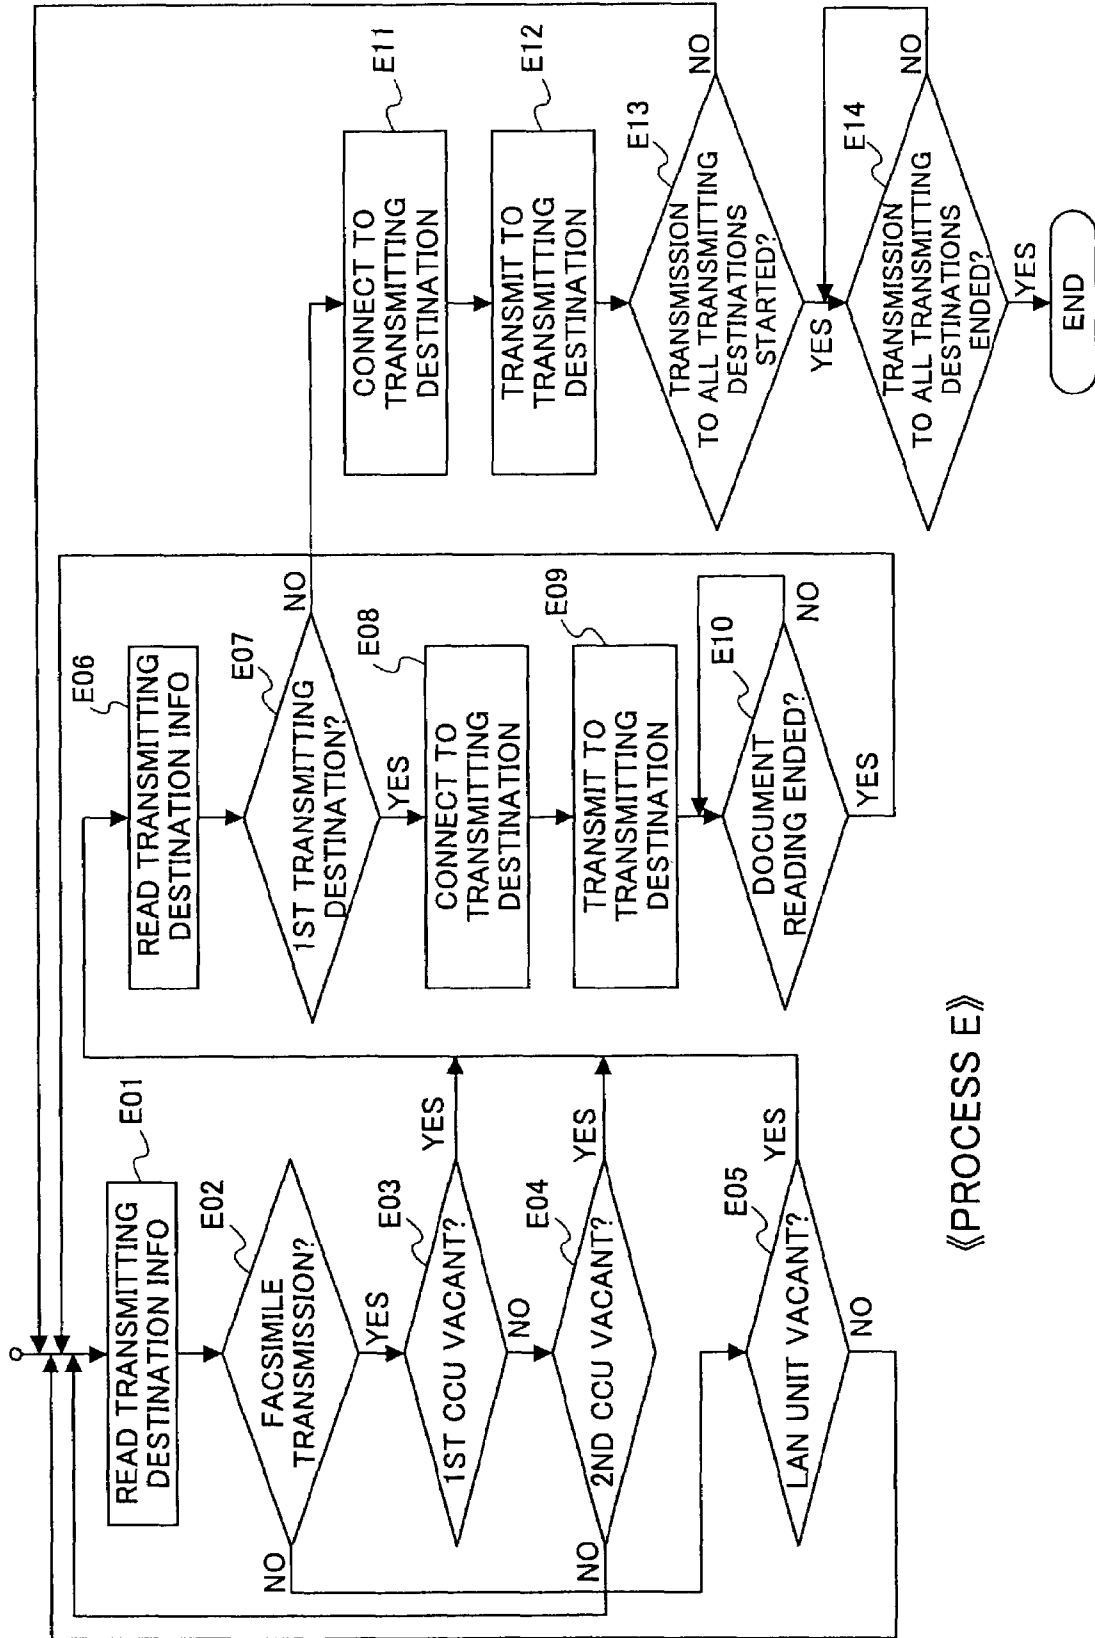 E01
READ TRANSMITTING
DESTINATION INFO
E02
FACSIMILE
TRANSMISSION?
NO
YES
E03
1ST CCU VACANT?
YES
NO
E04
2ND CCU VACANT?
YES
NO
E05
LAN UNIT VACANT?
YES
NO
E06
READ TRANSMITTING
DESTINATION INFO
E07
1ST TRANSMITTING
DESTINATION?
NO
YES
E08
CONNECT TO
TRANSMITTING
DESTINATION
E09
TRANSMIT TO
TRANSMITTING
DESTINATION
E10
DOCUMENT
READING ENDED?
NO
YES
E11
CONNECT TO
TRANSMITTING
DESTINATION
E12
TRANSMIT TO
TRANSMITTING
DESTINATION
E13
TRANSMISSION
TO ALL TRANSMITTING
DESTINATIONS
STARTED?
NO
YES
E14
TRANSMISSION
TO ALL TRANSMITTING
DESTINATIONS
ENDED?
NO
YES
END
《PROCESS E》